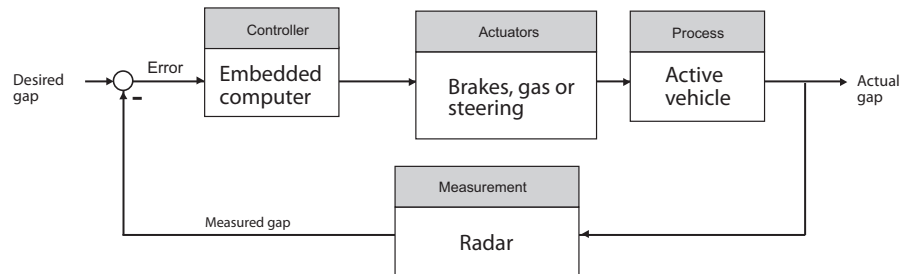 Controller
Actuators
Process
Desired
gap
Error
-
Embedded
computer
Brakes, gas or
steering
Active
vehicle
Actual
gap
Measurement
Measured gap
Radar